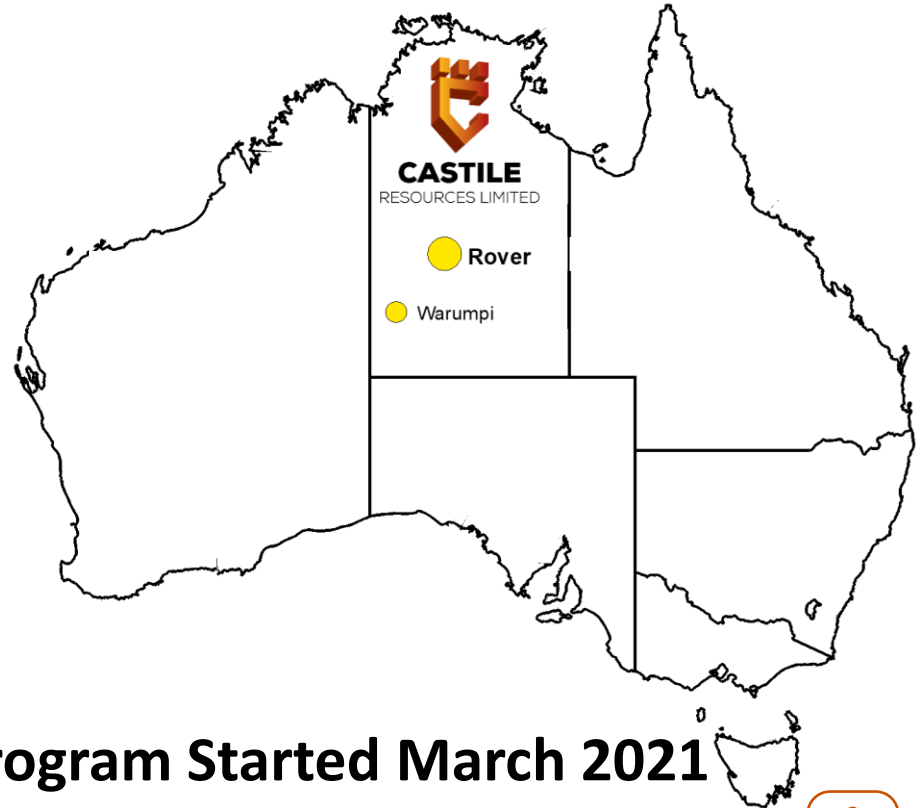 CASTILE
RESOURCES LIMITED
Rover
Warumpi
rogram Started March 2021